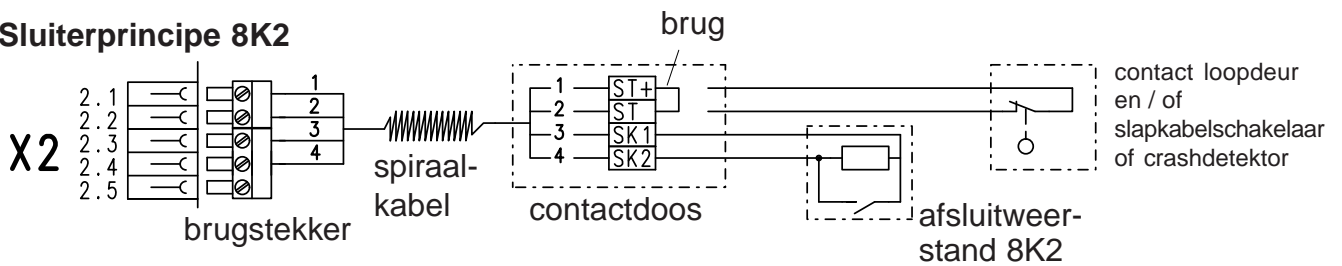 Sluiterprincipe 8K2
brug
X2
2.1
2.2
2.3
2.4
2.5
1
2
3
4
brugstekker
spiraal-
kabel
1 ST+
2 ST
3 SK1
4 SK2
contactdoos
afsluitweer-
stand 8K2
contact loopdeur
en / of
slapkabelschakelaar
of crashdetektor